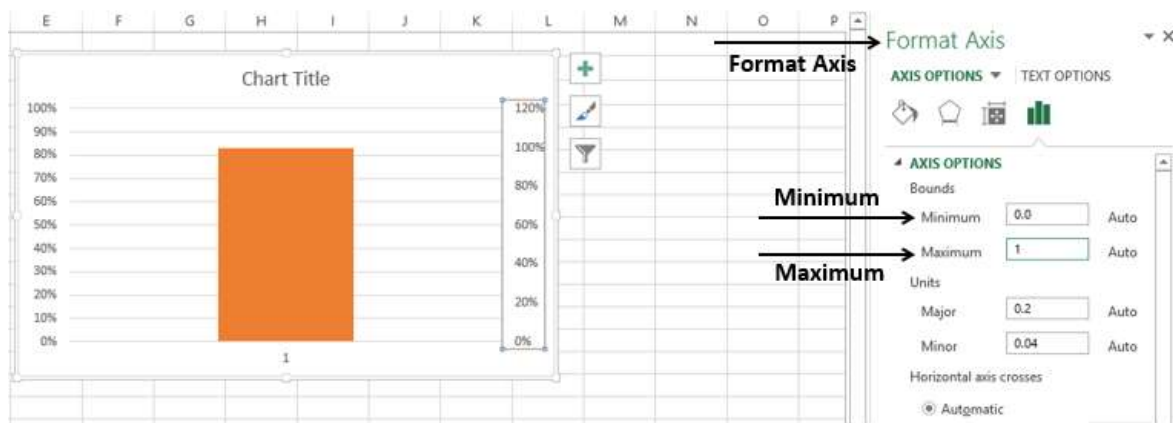 E F G H I J K L M N O P
Format Axis
Format Axis
AXIS OPTIONS TEXT OPTIONS
Chart Title
100%
90%
80%
70%
60%
50%
40%
30%
20%
10%
0%
1
120%
100%
80%
60%
40%
20%
0%
AXIS OPTIONS
Bounds
Minimum
Minimum 0.0 Auto
Maximum 1 Auto
Maximum
Units
Major 0.2 Auto
Minor 0.04 Auto
Horizontal axis crosses
Automatic